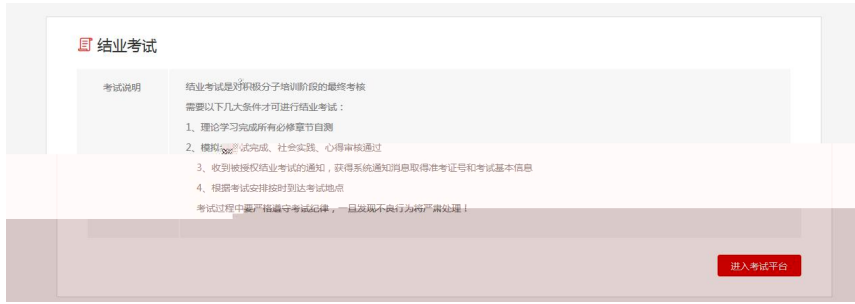 结业考试
考试说明
结业考试是对积极分子培训阶段的最终考核
需要以下几大条件才可进行结业考试：
1、理论学习完成所有必修章节自测
2、模拟 试完成、社会实践、心得审核通过
3、收到被授权结业考试的通知，获得系统通知消息取得准考证号和考试基本信息
4、根据考试安排按时到达考试地点
考试过程中要严格遵守考试纪律，一旦发现不良行为将严肃处理！
进入考试平台